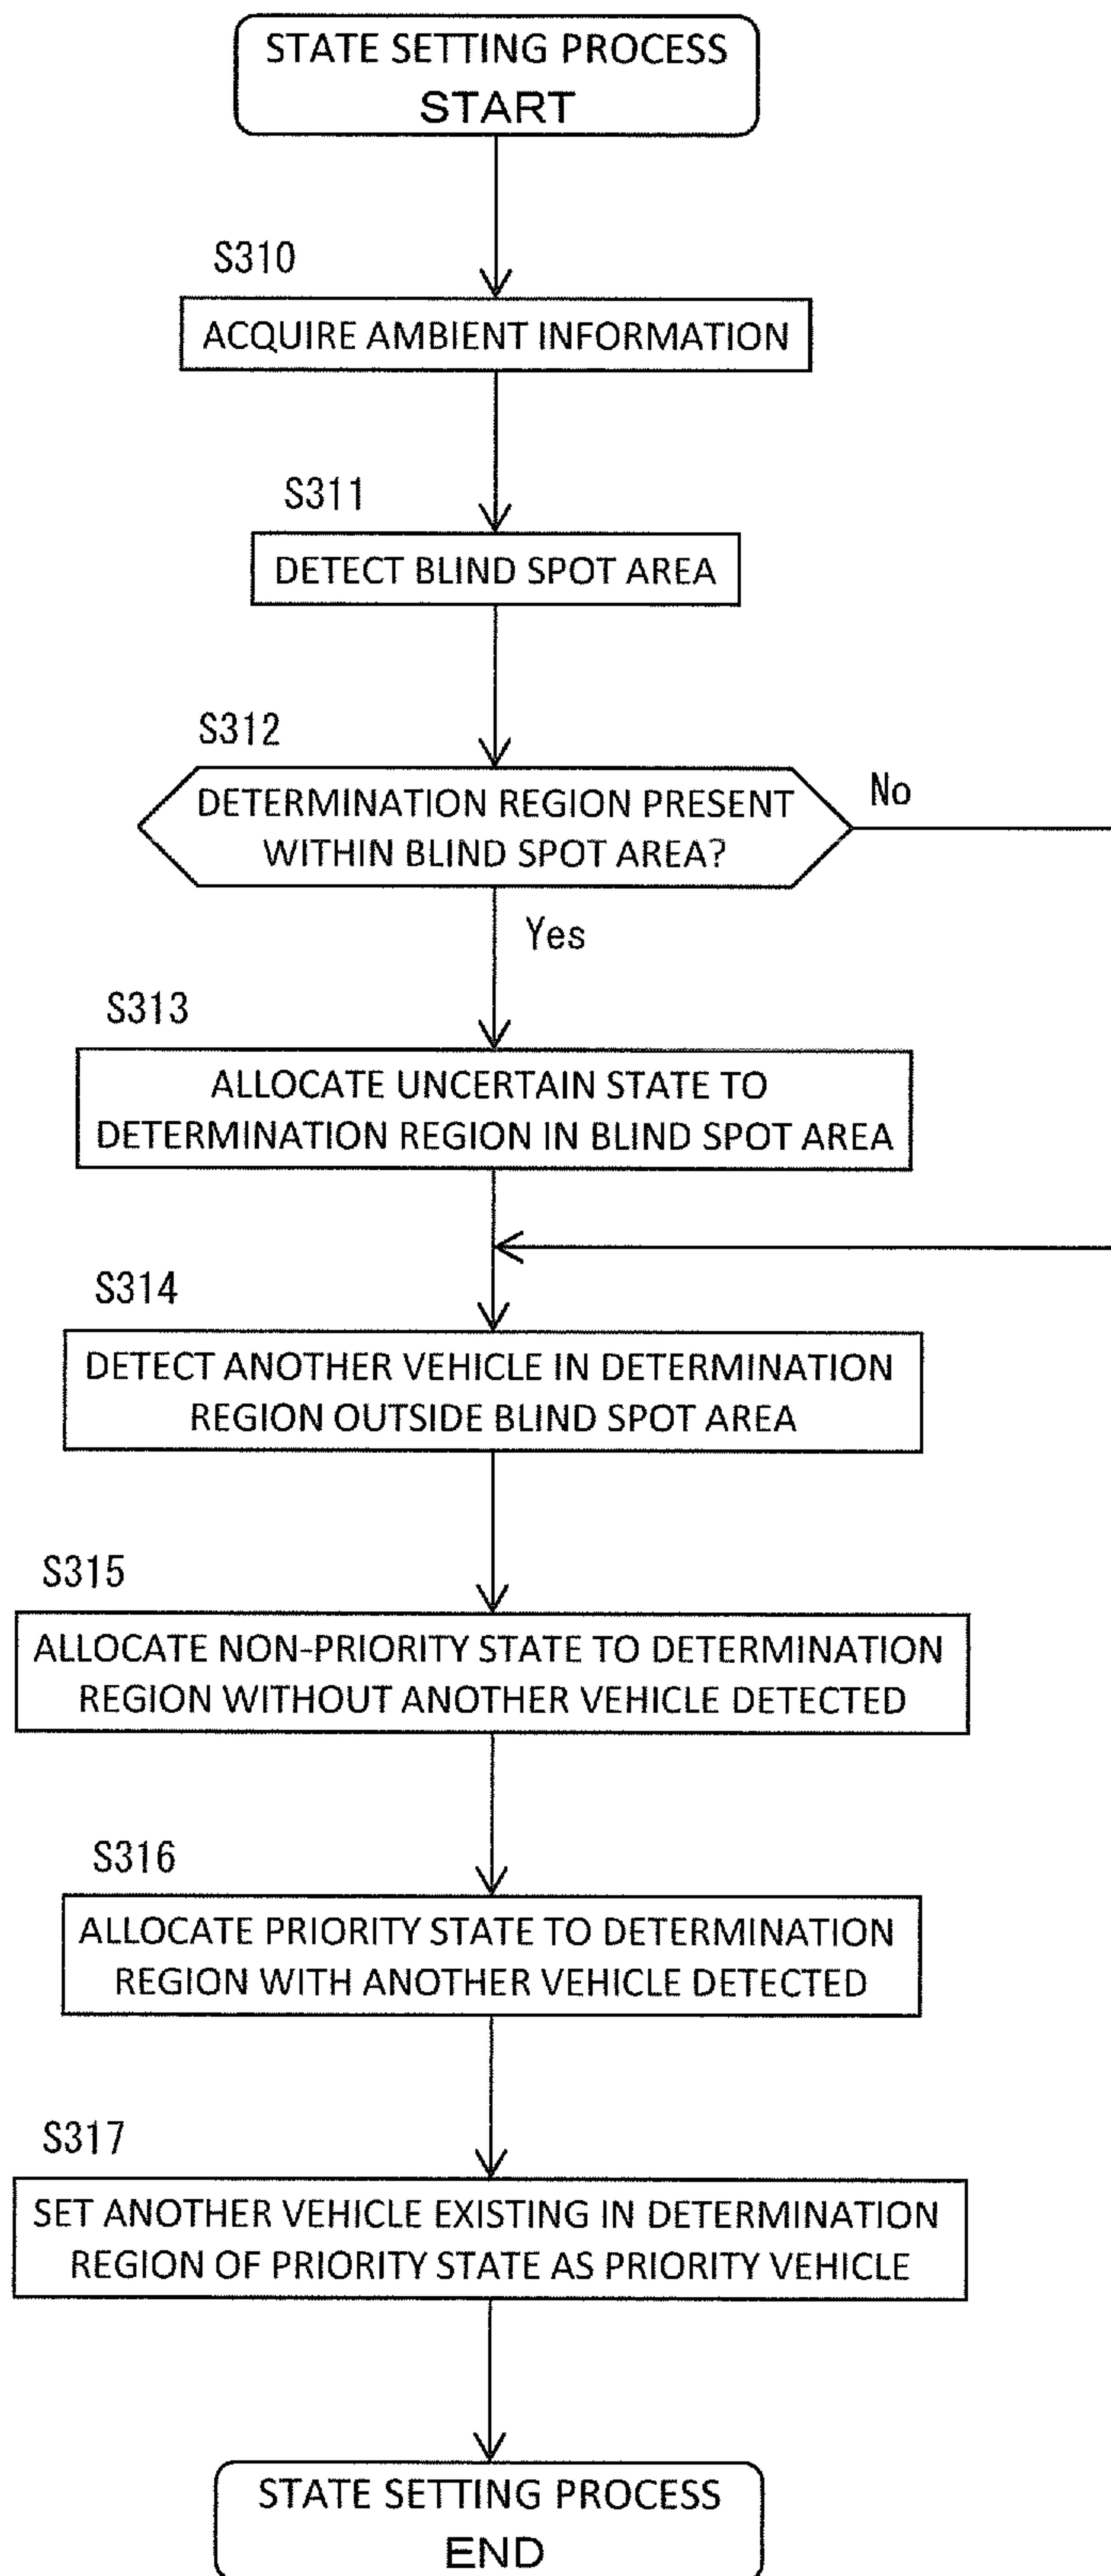 STATE SETTING PROCESS
START
S310
ACQUIRE AMBIENT INFORMATION
S311
DETECT BLIND SPOT AREA
S312
DETERMINATION REGION PRESENT
WITHIN BLIND SPOT AREA?
No
Yes
S313
ALLOCATE UNCERTAIN STATE TO
DETERMINATION REGION IN BLIND SPOT AREA
S314
DETECT ANOTHER VEHICLE IN DETERMINATION
REGION OUTSIDE BLIND SPOT AREA
S315
ALLOCATE NON-PRIORITY STATE TO DETERMINATION
REGION WITHOUT ANOTHER VEHICLE DETECTED
S316
ALLOCATE PRIORITY STATE TO DETERMINATION
REGION WITH ANOTHER VEHICLE DETECTED
S317
SET ANOTHER VEHICLE EXISTING IN DETERMINATION
REGION OF PRIORITY STATE AS PRIORITY VEHICLE
STATE SETTING PROCESS
END